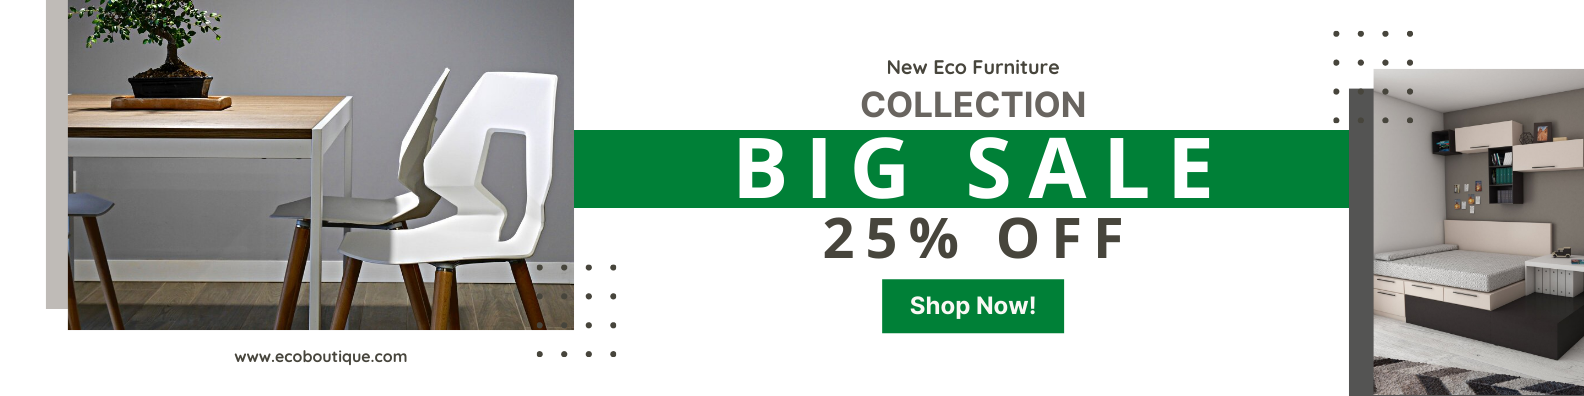 New Eco Furniture
COLLECTION
BIG SALE
25% OFF
Shop Now!
www.ecoboutique.com